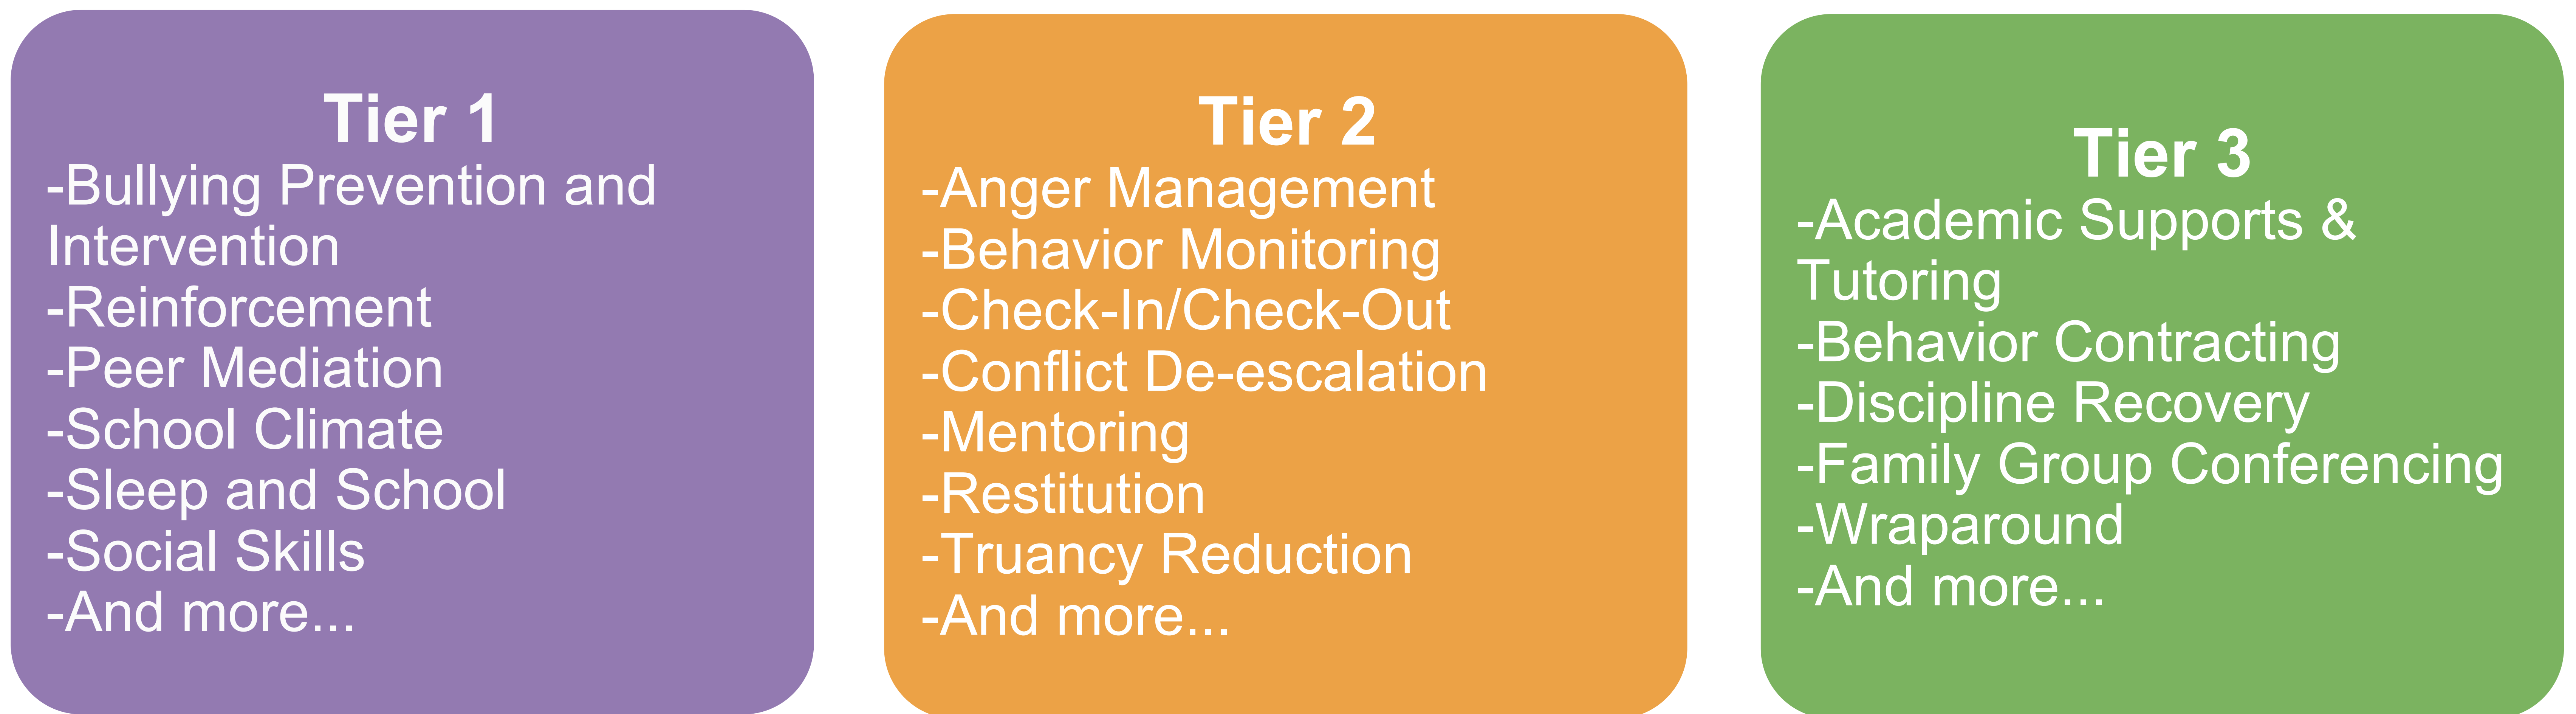 Tier 1
-Bullying Prevention and
Intervention
-Reinforcement
-Peer Mediation
-School Climate
-Sleep and School
-Social Skills
-And more...
Tier 2
-Anger Management
-Behavior Monitoring
-Check-In/Check-Out
-Conflict De-escalation
-Mentoring
-Restitution
-Truancy Reduction
-And more...
Tier 3
-Academic Supports &
Tutoring
-Behavior Contracting
-Discipline Recovery
-Family Group Conferencing
-Wraparound
-And more...